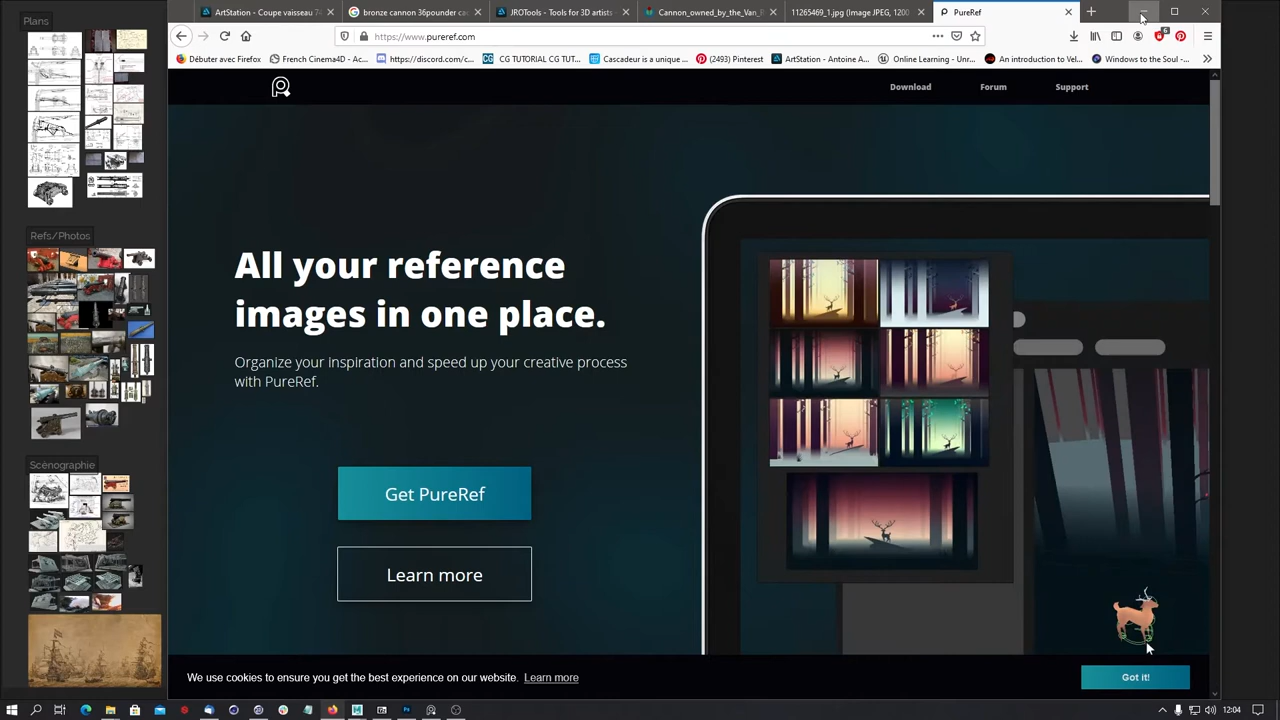 Plans
Refs/Photos
Scènographie
ArtStation - Coupe vaisseau 74
bronze cannon 36pounder car
JROTools - Tools for 3D artists
Cannon_owned_by_the_Van_R
11265469_1.jpg (Image JPEG, 1200
PureRef
https://www.pureref.com
6
Débuter avec Firefox
French Cinema4D - Ac...
https://discord.com/c...
CG TUTORIAL CG TUT...
Cascadeur is a unique ...
(2493) Pinterest
ArtStation - Antoine A...
Online Learning - Unr...
An introduction to Vel...
Windows to the Soul -...
Download
Forum
Support
All your reference
images in one place.
Organize your inspiration and speed up your creative process
with PureRef.
Get PureRef
Learn more
We use cookies to ensure you get the best experience on our website. Learn more
Got it!
12:04